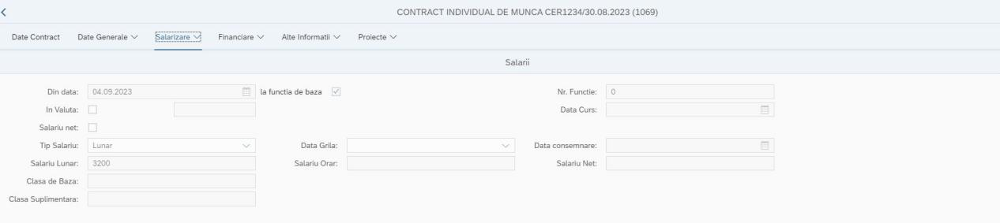 CONTRACT INDIVIDUAL DE MUNCA CER1234/30.08.2023 (1069)
Date Contract Date Generale Salarizare Financiare Alte Informatii Proiecte
Salarii
Din data: 04.09.2023 la functia de baza Nr. Functie: 0
In Valuta: Data Curs:
Salariu net:
Tip Salariu: Lunar Data Grila: Data consemnare:
Salariu Lunar: 3200 Salariu Orar: Salariu Net:
Clasa de Baza:
Clasa Suplimentara: